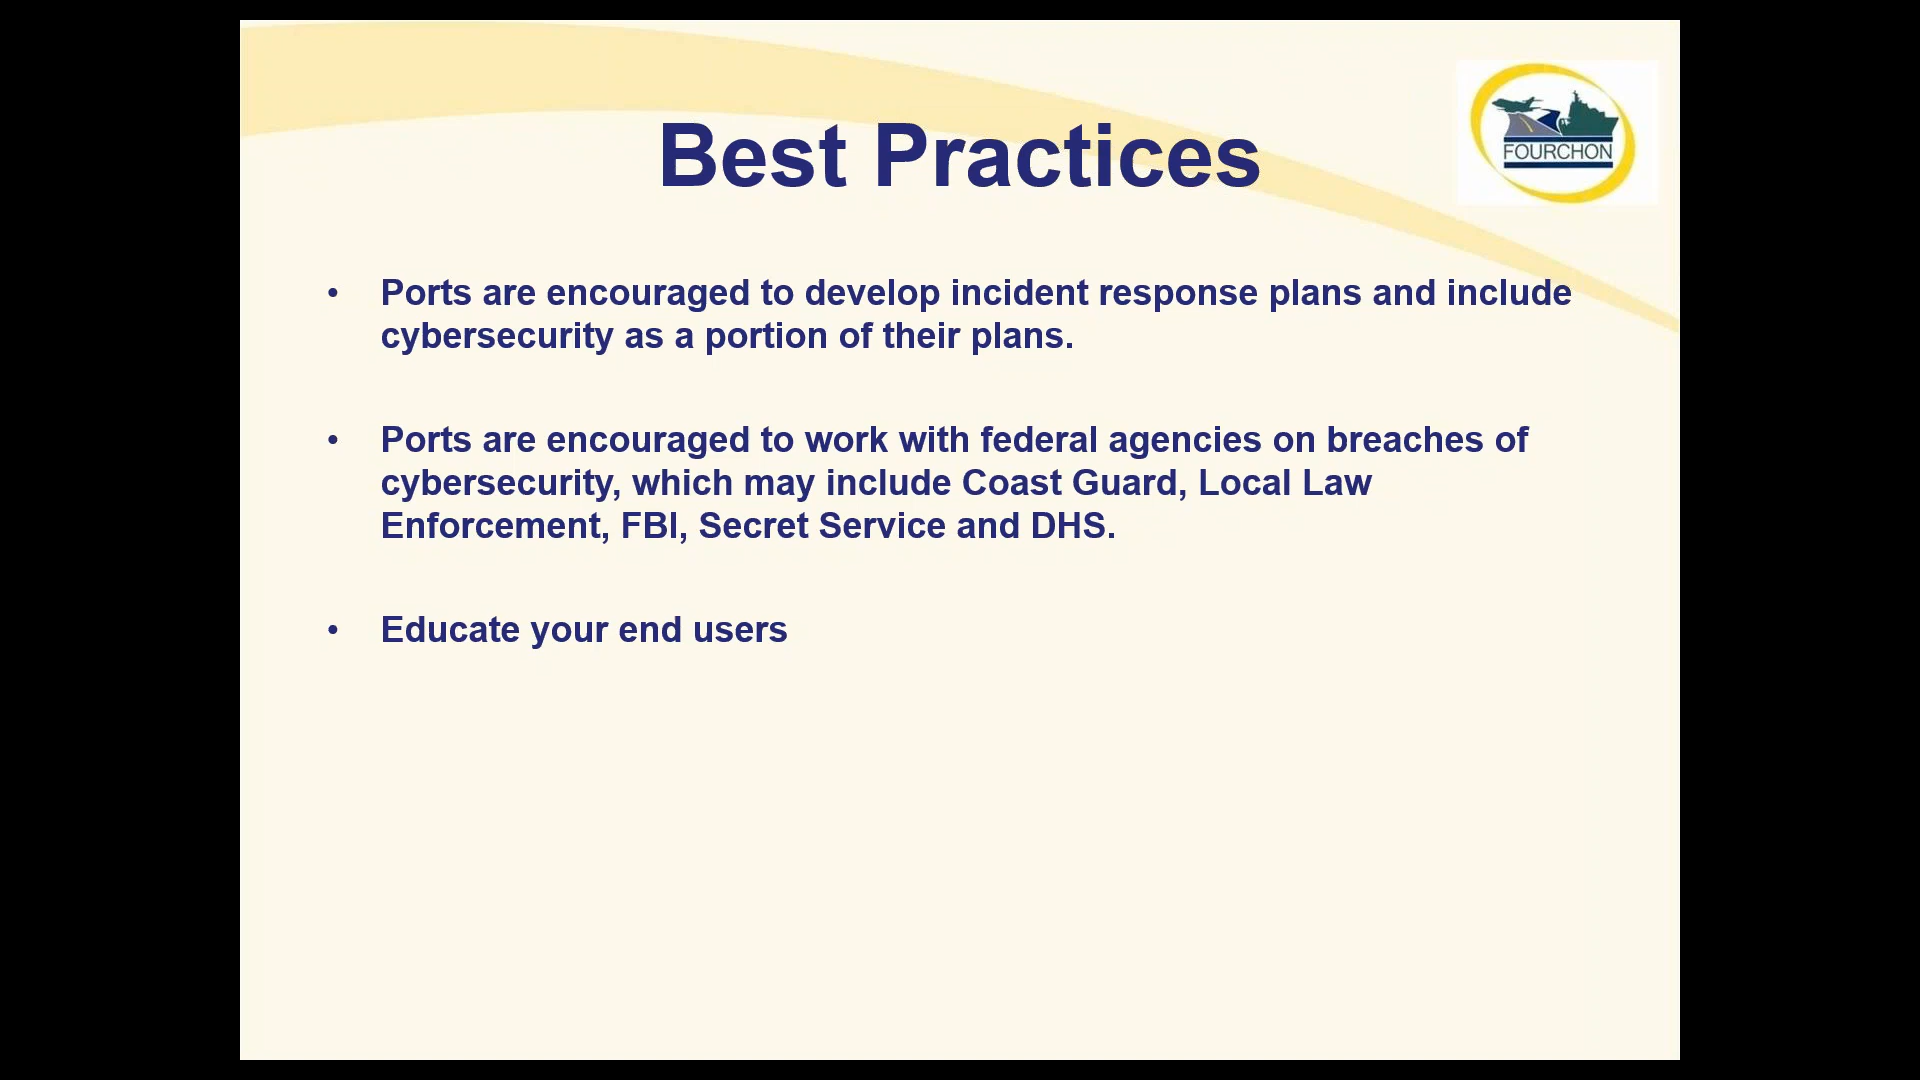 Best Practices
FOURCHON
• Ports are encouraged to develop incident response plans and include
cybersecurity as a portion of their plans.
• Ports are encouraged to work with federal agencies on breaches of
cybersecurity, which may include Coast Guard, Local Law
Enforcement, FBI, Secret Service and DHS.
• Educate your end users